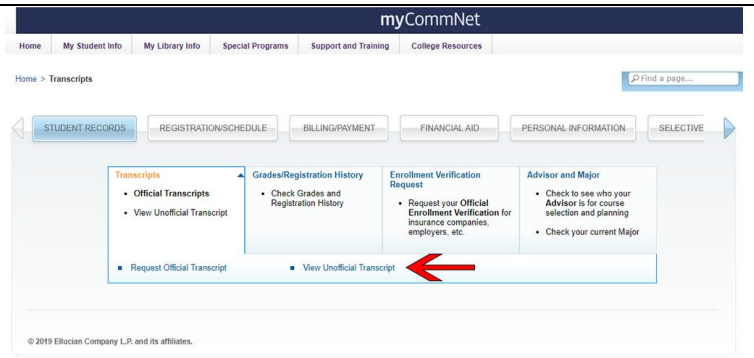 myCommNet
Home My Student Info My Library Info Special Programs Support and Training College Resources
Home > Transcripts
Find a page...
STUDENT RECORDS REGISTRATION/SCHEDULE BILLING/PAYMENT FINANCIAL AID PERSONAL INFORMATION SELECTIVE
Transcripts
• Official Transcripts
• View Unofficial Transcript
Grades/Registration History
• Check Grades and
Registration History
Enrollment Verification
Request
• Request your Official
Enrollment Verification for
insurance companies,
employers, etc.
Advisor and Major
• Check to see who your
Advisor is for course
selection and planning
• Check your current Major
Request Official Transcript
View Unofficial Transcript
© 2019 Ellucian Company L.P. and its affiliates.